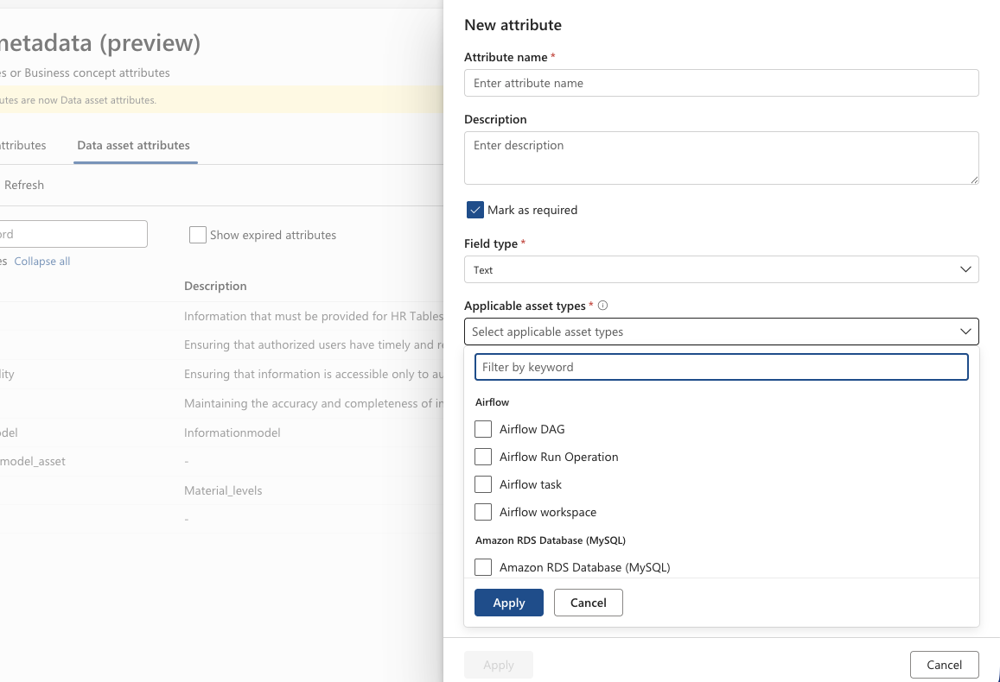 netadata (preview)
es or Business concept attributes
utes are now Data asset attributes.
attributes
Data asset attributes
Refresh
ord
Show expired attributes
es Collapse all
Description
Information that must be provided for HR Tables
Ensuring that authorized users have timely and re
ity Ensuring that information is accessible only to au
Maintaining the accuracy and completeness of in
del Informationmodel
model_asset -
Material_levels
-
New attribute
Attribute name *
Enter attribute name
Description
Enter description
Mark as required
Field type *
Text
Applicable asset types *
Select applicable asset types
Filter by keyword
Airflow
Airflow DAG
Airflow Run Operation
Airflow task
Airflow workspace
Amazon RDS Database (MySQL)
Amazon RDS Database (MySQL)
Apply
Cancel
Apply
Cancel